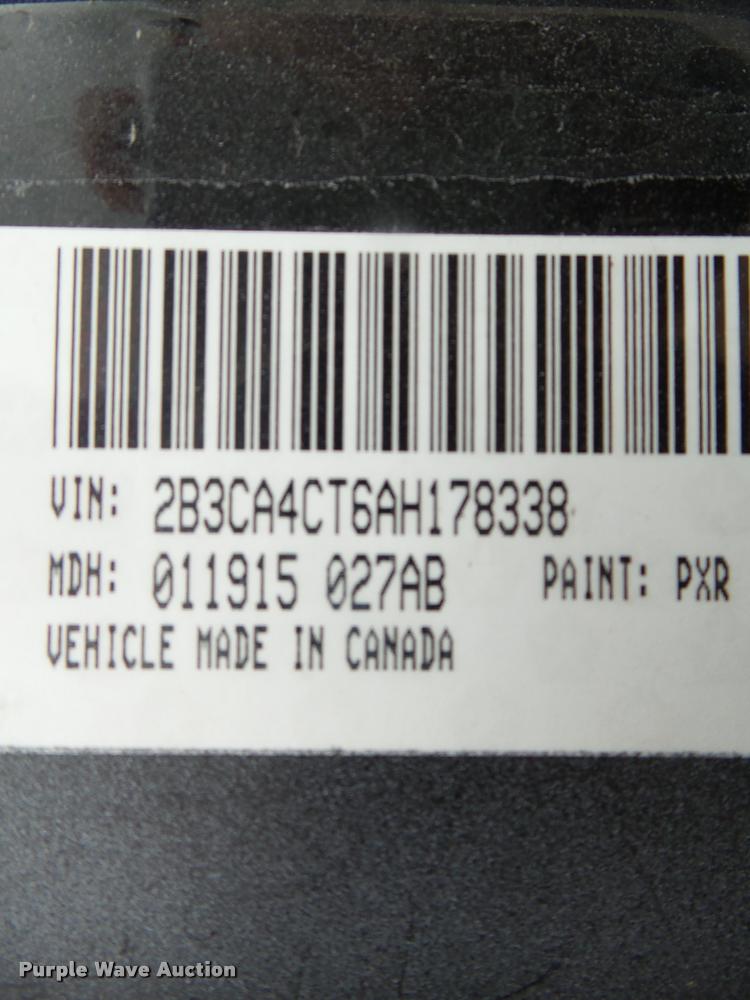 VIN: 2B3CA4CT6AH178338
MDH: 011915 027AB PAINT: PXR
VEHICLE MADE IN CANADA
Purple Wave Auction